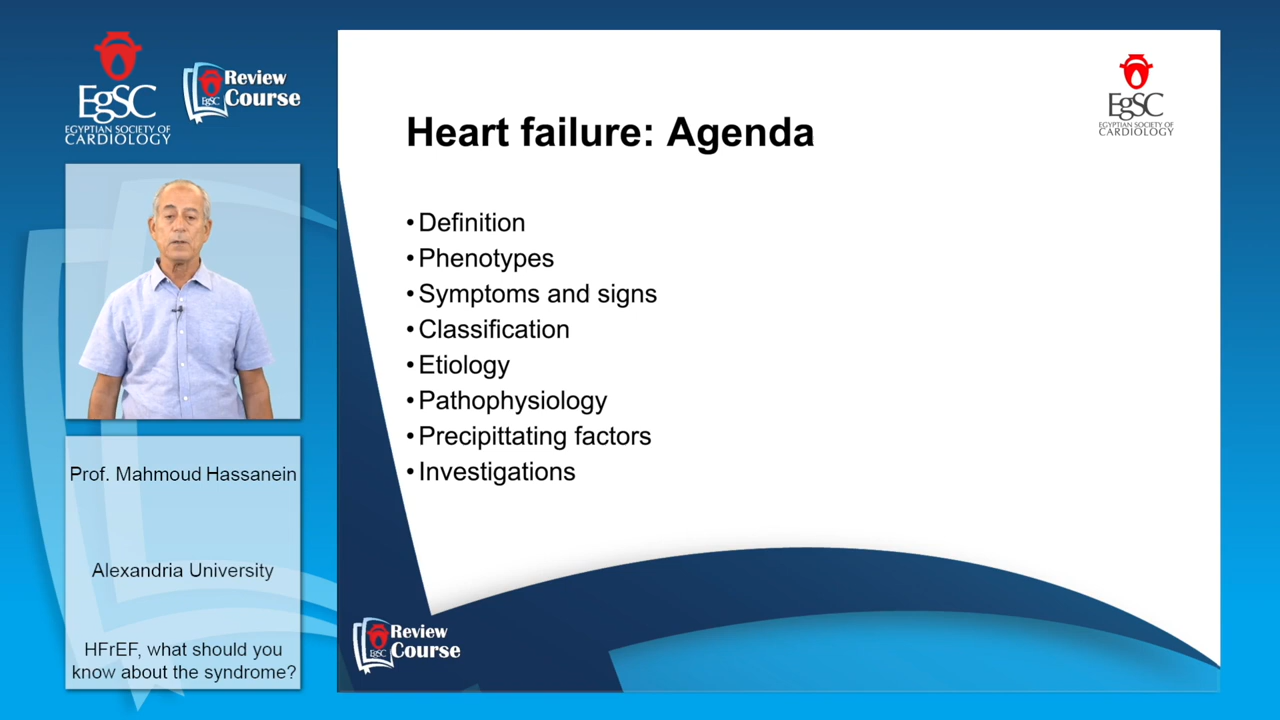 EgSC
EGYPTIAN SOCIETY OF
CARDIOLOGY
Review
EgSC Course
Prof. Mahmoud Hassanein
Alexandria University
HFrEF, what should you
know about the syndrome?
EgSC
EGYPTIAN SOCIETY OF
CARDIOLOGY
Heart failure: Agenda
• Definition
• Phenotypes
• Symptoms and signs
• Classification
• Etiology
• Pathophysiology
• Precipittating factors
• Investigations
Review
EgSC Course